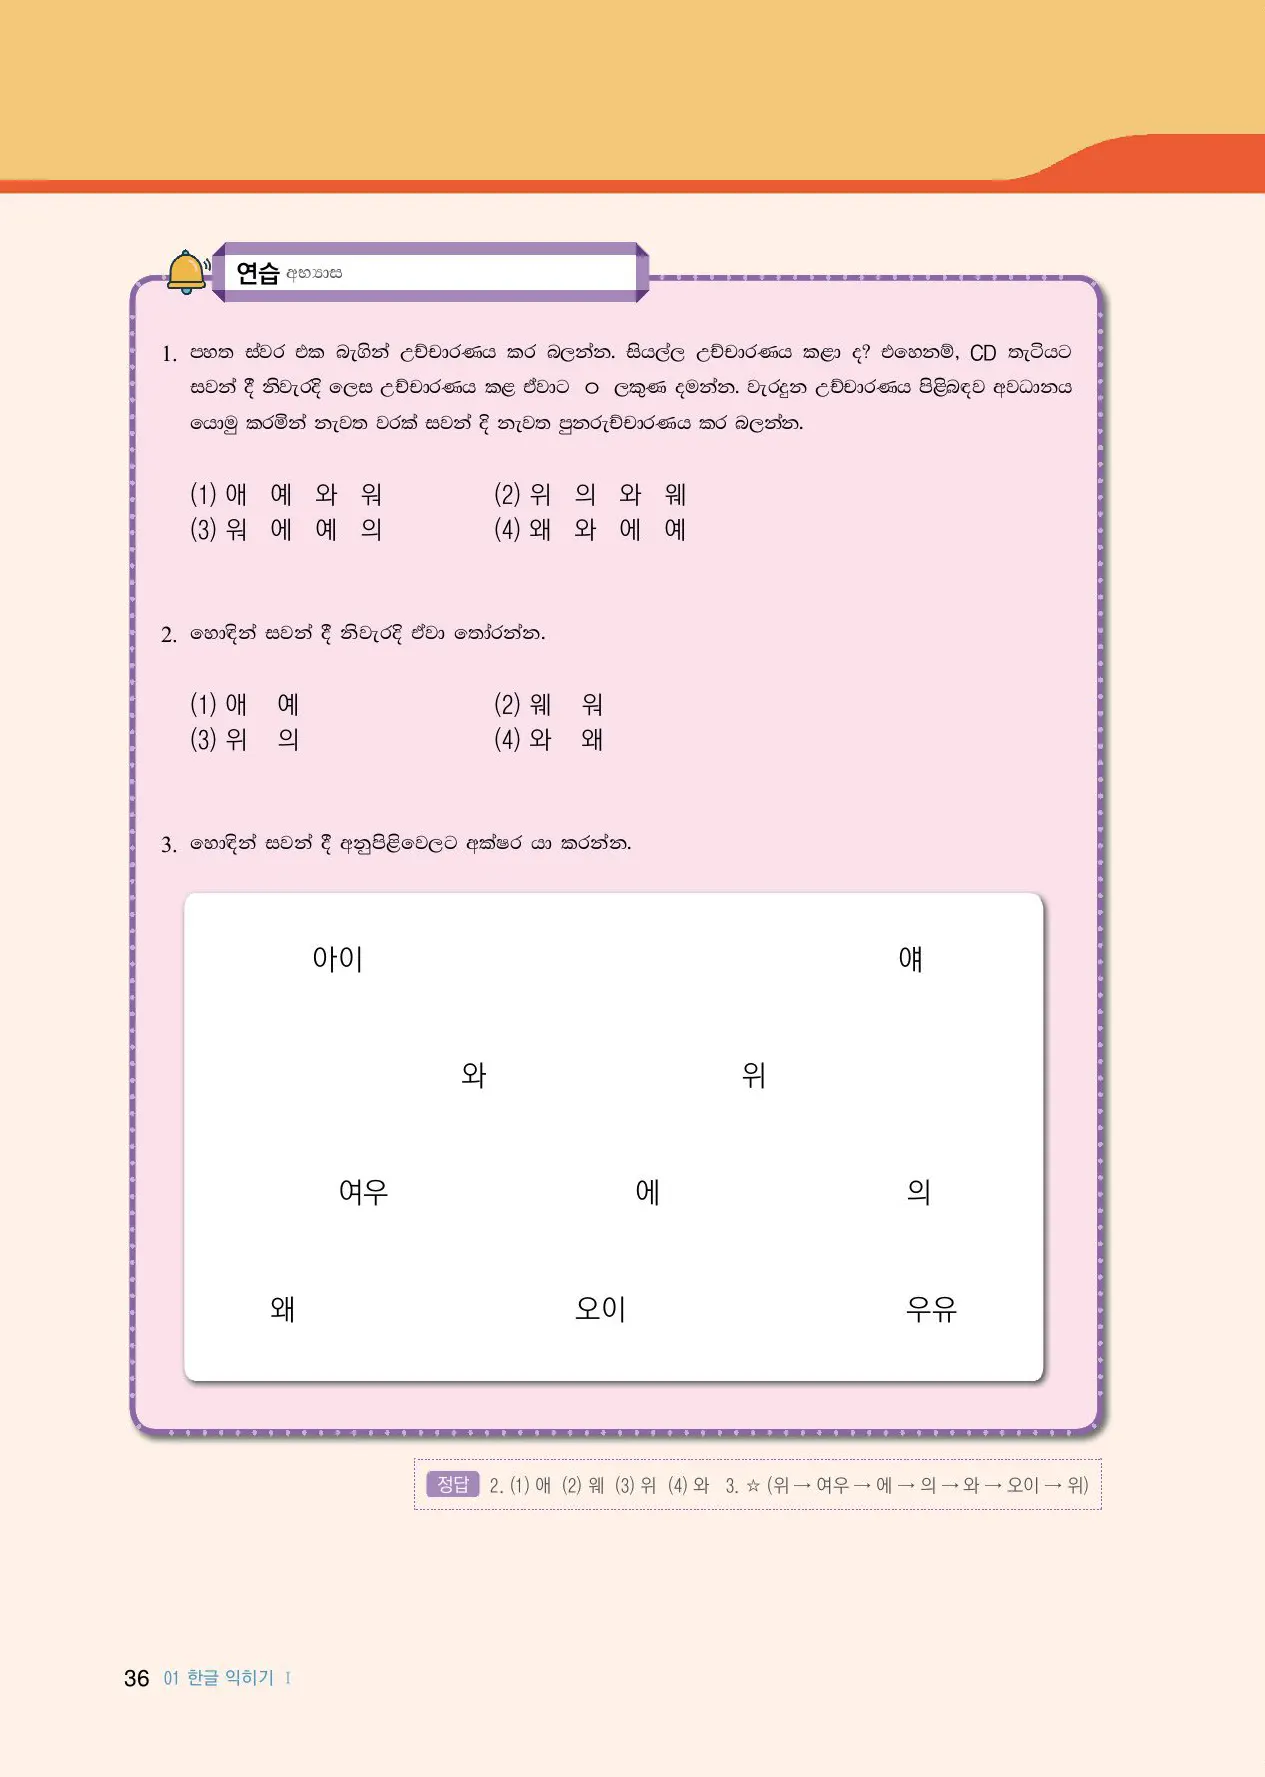 연습 අභ්‍යාස
1. පහත ස්වර එක බැගින් උච්චාරණය කර බලන්න. සියල්ල උච්චාරණය කළා ද? එහෙනම්, CD තැටියට
සවන් දී නිවැරදි ලෙස උච්චාරණය කළ ඒවාට ○ ලකුණ දමන්න. වැරදුන උච්චාරණය පිළිබඳව අවධානය
යොමු කරමින් නැවත වරක් සවන් දි නැවත පුනරුච්චාරණය කර බලන්න.
(1) 애 예 와 워 (2) 위 의 와 웨
(3) 워 에 예 의 (4) 왜 와 에 예
2. හොඳින් සවන් දී නිවැරදි ඒවා තෝරන්න.
(1) 애 예 (2) 웨 워
(3) 위 의 (4) 와 왜
3. හොඳින් සවන් දී අනුපිළිවෙලට අක්ෂර යා කරන්න.
아이 얘
와 위
여우 에 의
왜 오이 우유
정답 2. (1) 애 (2) 웨 (3) 위 (4) 와 3. ☆ (위 → 여우 → 에 → 의 → 와 → 오이 → 위)
36 01 한글 익히기 Ⅰ